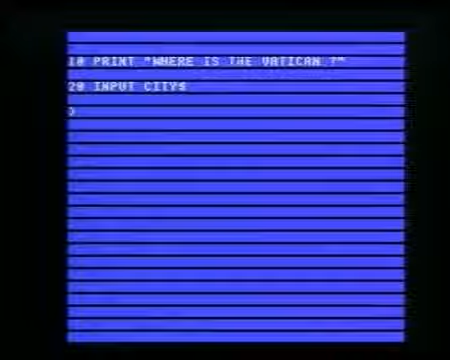 10 PRINT "WHERE IS THE VATICAN ?"
20 INPUT CITY$
>